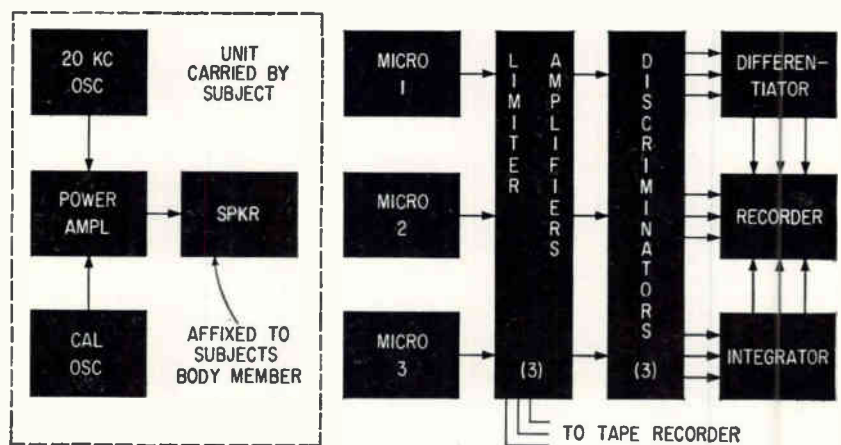 20 KC
OSC
UNIT
CARRIED BY
SUBJECT
POWER
AMPL
SPKR
CAL
OSC
AFFIXED TO
SUBJECTS
BODY MEMBER
MICRO
1
MICRO
2
MICRO
3
LIMITER
AMPLIFIERS
(3)
DISCRIMINATORS
(3)
DIFFEREN-
TIATOR
RECORDER
INTEGRATOR
TO TAPE RECORDER